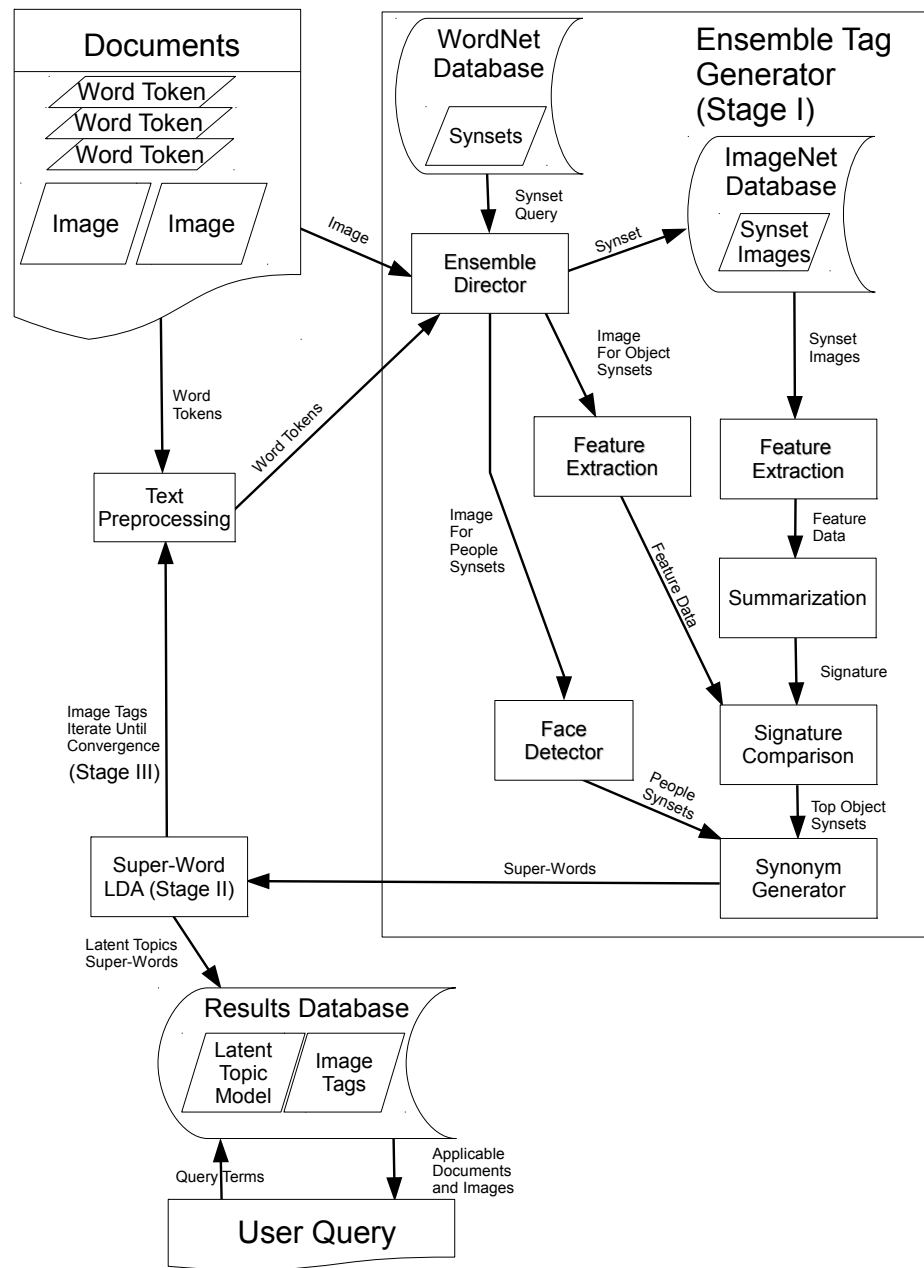 Documents
Word Token
Word Token
Word Token
Image
Image
WordNet
Database
Synsets
Ensemble Tag
Generator
(Stage I)
ImageNet
Database
Synset
Images
Synset
Query
Image
Synset
Ensemble
Director
Word
Tokens
Word Tokens
Image
For Object
Synsets
Synset
Images
Text
Preprocessing
Feature
Extraction
Feature
Extraction
Image
For
People
Synsets
Feature
Data
Feature Data
Summarization
Signature
Image Tags
Iterate Until
Convergence
(Stage III)
Face
Detector
Signature
Comparison
People
Synsets
Top Object
Synsets
Super-Word
LDA (Stage II)
Super-Words
Synonym
Generator
Latent Topics
Super-Words
Results Database
Latent
Topic
Model
Image
Tags
Query Terms
Applicable
Documents
and Images
User Query